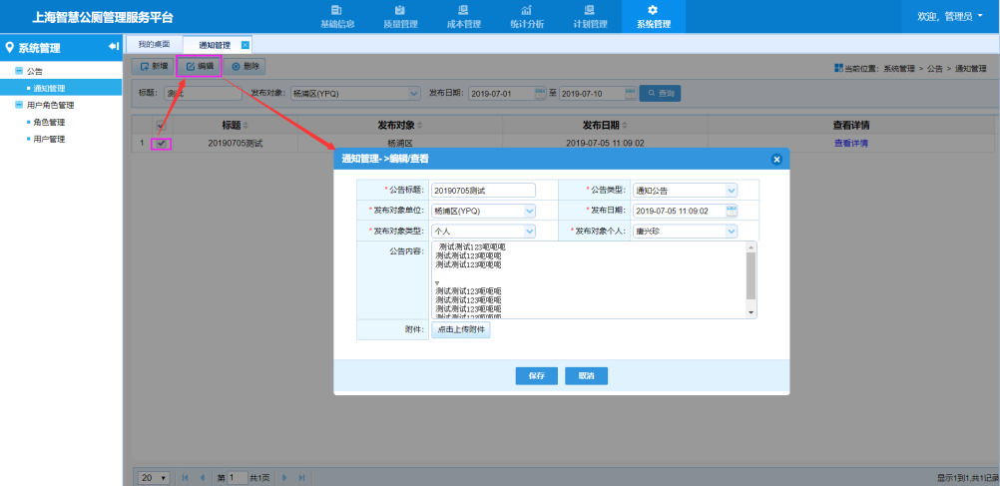 上海智慧公厕管理服务平台
基础信息 质量管理 成本管理 统计分析 计划管理 系统管理
欢迎, 管理员
系统管理
我的桌面 通知管理
公告
通知管理
用户角色管理
角色管理
用户管理
新增 编辑 删除
当前位置: 系统管理 > 公告 > 通知管理
标题: 测试 发布对象: 杨浦区(YPQ) 发布日期: 2019-07-01 至 2019-07-10 查询
标题 发布对象 发布日期 查看详情
1 20190705测试 杨浦区 2019-07-05 11:09:02 查看详情
通知管理->编辑/查看
*公告标题: 20190705测试 *公告类型: 通知公告
*发布对象单位: 杨浦区(YPQ) *发布日期: 2019-07-05 11:09:02
*发布对象类型: 个人 *发布对象个人: 唐兴珍
公告内容: 测试测试123呃呃呃
测试测试123呃呃呃
测试测试123呃呃呃
测试测试123呃呃呃
测试测试123呃呃呃
测试测试123呃呃呃
测试测试123呃呃呃
附件: 点击上传附件
保存 取消
20 第 1 共1页 显示1到1,共1记录